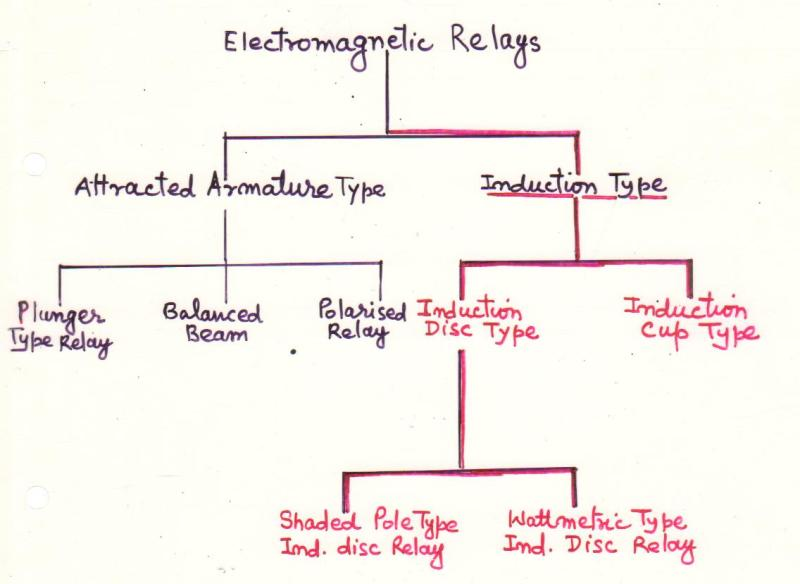 Electromagnetic Relays
Attracted Armature Type
Induction Type
Plunger
Type Relay
Balanced
Beam
Polarised
Relay
Induction
Disc Type
Induction
Cup Type
Shaded Pole Type
Ind. disc Relay
Wattmetric Type
Ind. Disc Relay